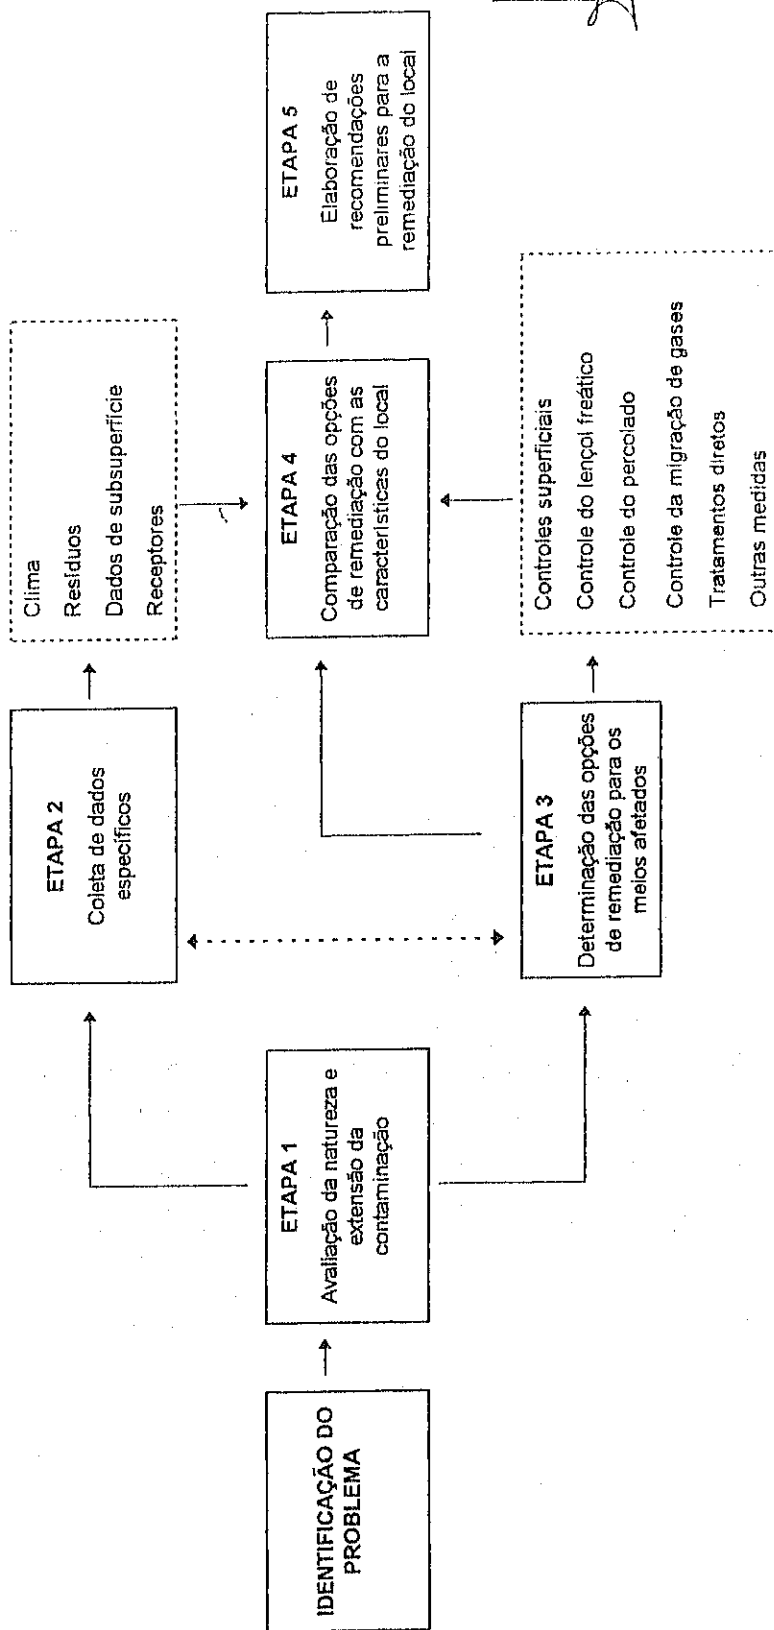 IDENTIFICAÇÃO DO
PROBLEMA
ETAPA 1
Avaliação da natureza e
extensão da
contaminação
ETAPA 2
Coleta de dados
específicos
Clima
Resíduos
Dados de subsuperfície
Receptores
ETAPA 3
Determinação das opções
de remediação para os
meios afetados
Controles superficiais
Controle do lençol freático
Controle do percolado
Controle da migração de gases
Tratamentos diretos
Outras medidas
ETAPA 4
Comparação das opções
de remediação com as
características do local
ETAPA 5
Elaboração de
recomendações
preliminares para a
remediação do local